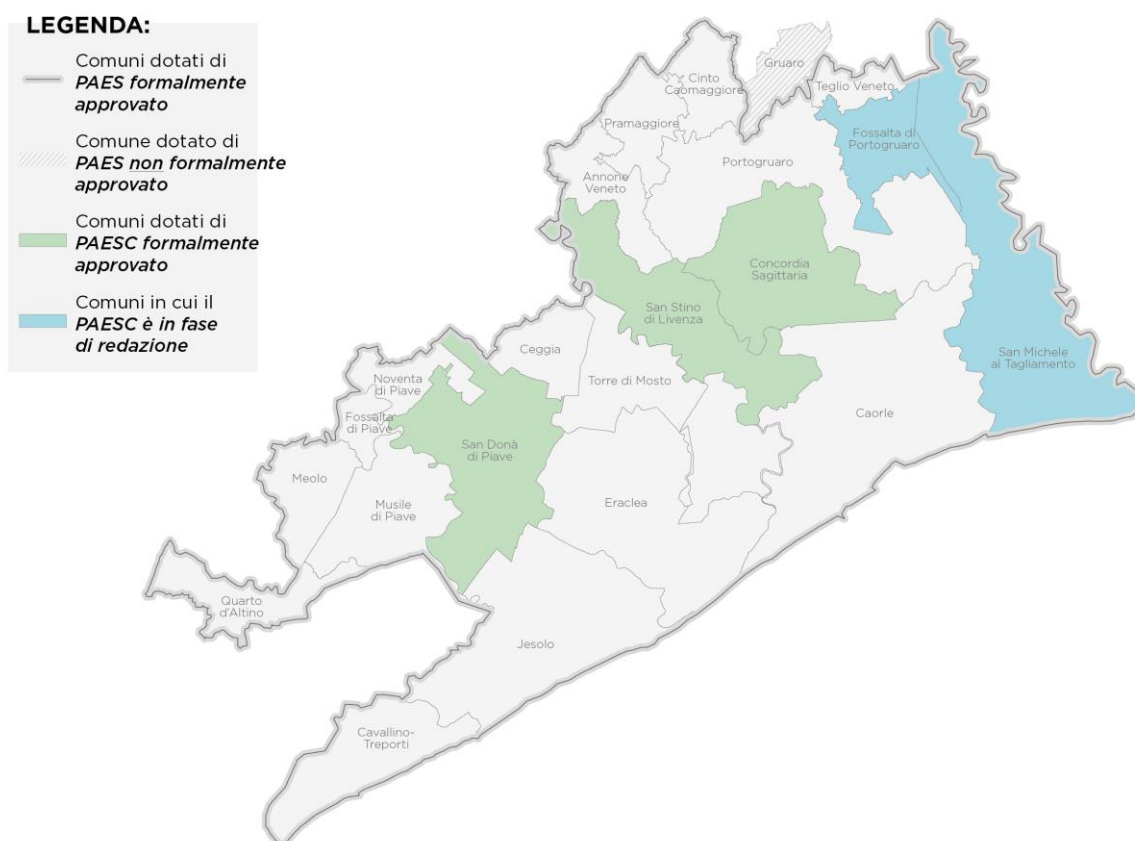 LEGENDA:
Comuni dotati di
PAES formalmente
approvato
Comune dotato di
PAES non formalmente
approvato
Comuni dotati di
PAESC formalmente
approvato
Comuni in cui il
PAESC è in fase
di redazione
Gruaro
Cinto
Caomaggiore
Teglio Veneto
Pramaggiore
Fossalta di
Portogruaro
Portogruaro
Annone
Veneto
Concordia
Sagittaria
San Stino
di Livenza
San Michele
al Tagliamento
Ceggia
Torre di Mosto
Noventa
di Piave
Caorle
Fossalta
di Piave
San Donà
di Piave
Meolo
Musile
di Piave
Eraclea
Quarto
d'Altino
Jesolo
Cavallino-
Treporti